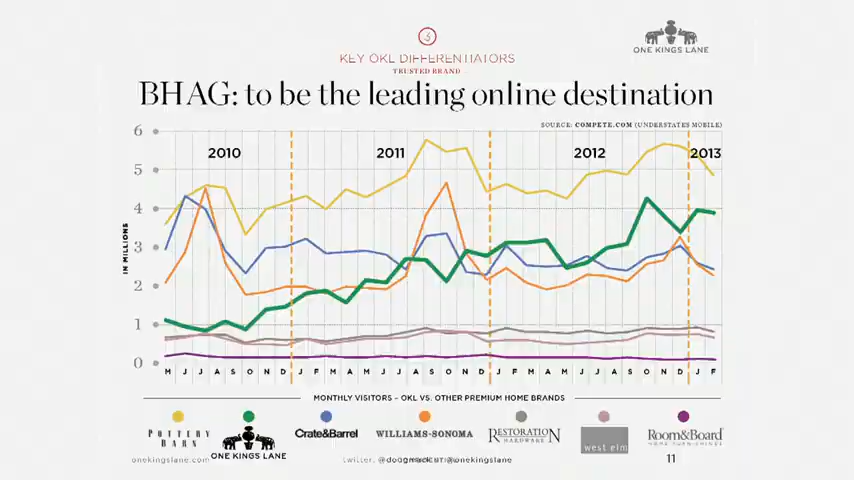 3
KEY OKL DIFFERENTIATORS
TRUSTED BRAND
ONE KINGS LANE
BHAG: to be the leading online destination
SOURCE: COMPETE.COM (UNDERSTATES MOBILE)
6
5
4
3
2
1
0
IN MILLIONS
2010 2011 2012 2013
M J J A S O N D J F M A M J J A S O N D J F M A M J J A S O N D J F
MONTHLY VISITORS - OKL VS. OTHER PREMIUM HOME BRANDS
POTTERY BARN
ONE KINGS LANE
Crate&Barrel
WILLIAMS-SONOMA
RESTORATION HARDWARE
west elm
Room&Board
HOME FURNISHINGS
onekingslane.com
twitter: @onekingslane
11